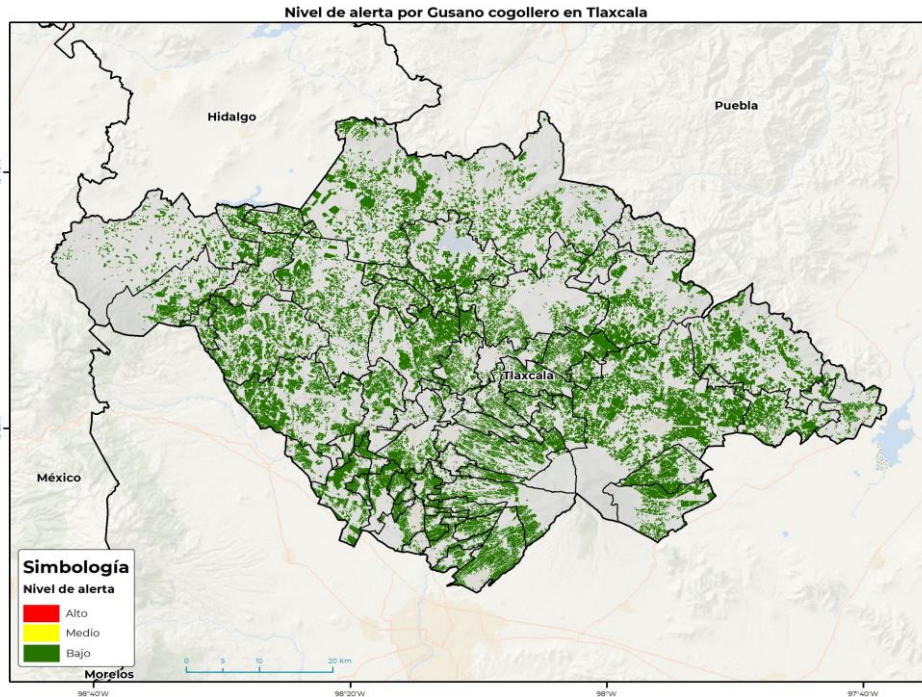 Nivel de alerta por Gusano cogollero en Tlaxcala
Hidalgo
Puebla
Tlaxcala
México
Simbología
Nivel de alerta
Alto
Medio
Bajo
Morelos
0 5 10 20 Km
98°40'W 98°20'W 98°W 97°40'W